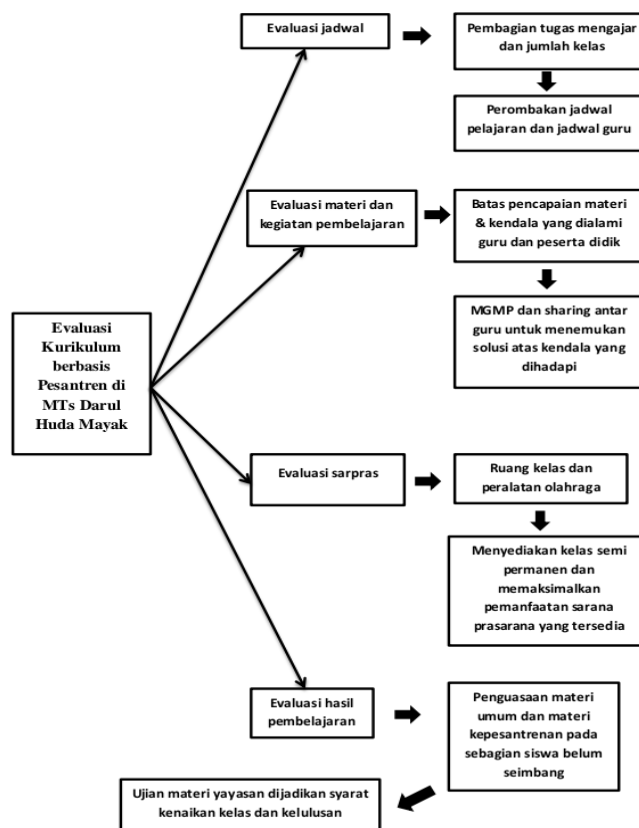 Evaluasi jadwal
Pembagian tugas mengajar
dan jumlah kelas
Perombakan jadwal
pelajaran dan jadwal guru
Evaluasi materi dan
kegiatan pembelajaran
Batas pencapaian materi
& kendala yang dialami
guru dan peserta didik
MGMP dan sharing antar
guru untuk menemukan
solusi atas kendala yang
dihadapi
Evaluasi
Kurikulum
berbasis
Pesantren di
MTs Darul
Huda Mayak
Evaluasi sarpras
Ruang kelas dan
peralatan olahraga
Menyediakan kelas semi
permanen dan
memaksimalkan
pemanfaatan sarana
prasarana yang tersedia
Evaluasi hasil
pembelajaran
Penguasaan materi
umum dan materi
kepesantrenan pada
sebagian siswa belum
seimbang
Ujian materi yayasan dijadikan syarat
kenaikan kelas dan kelulusan